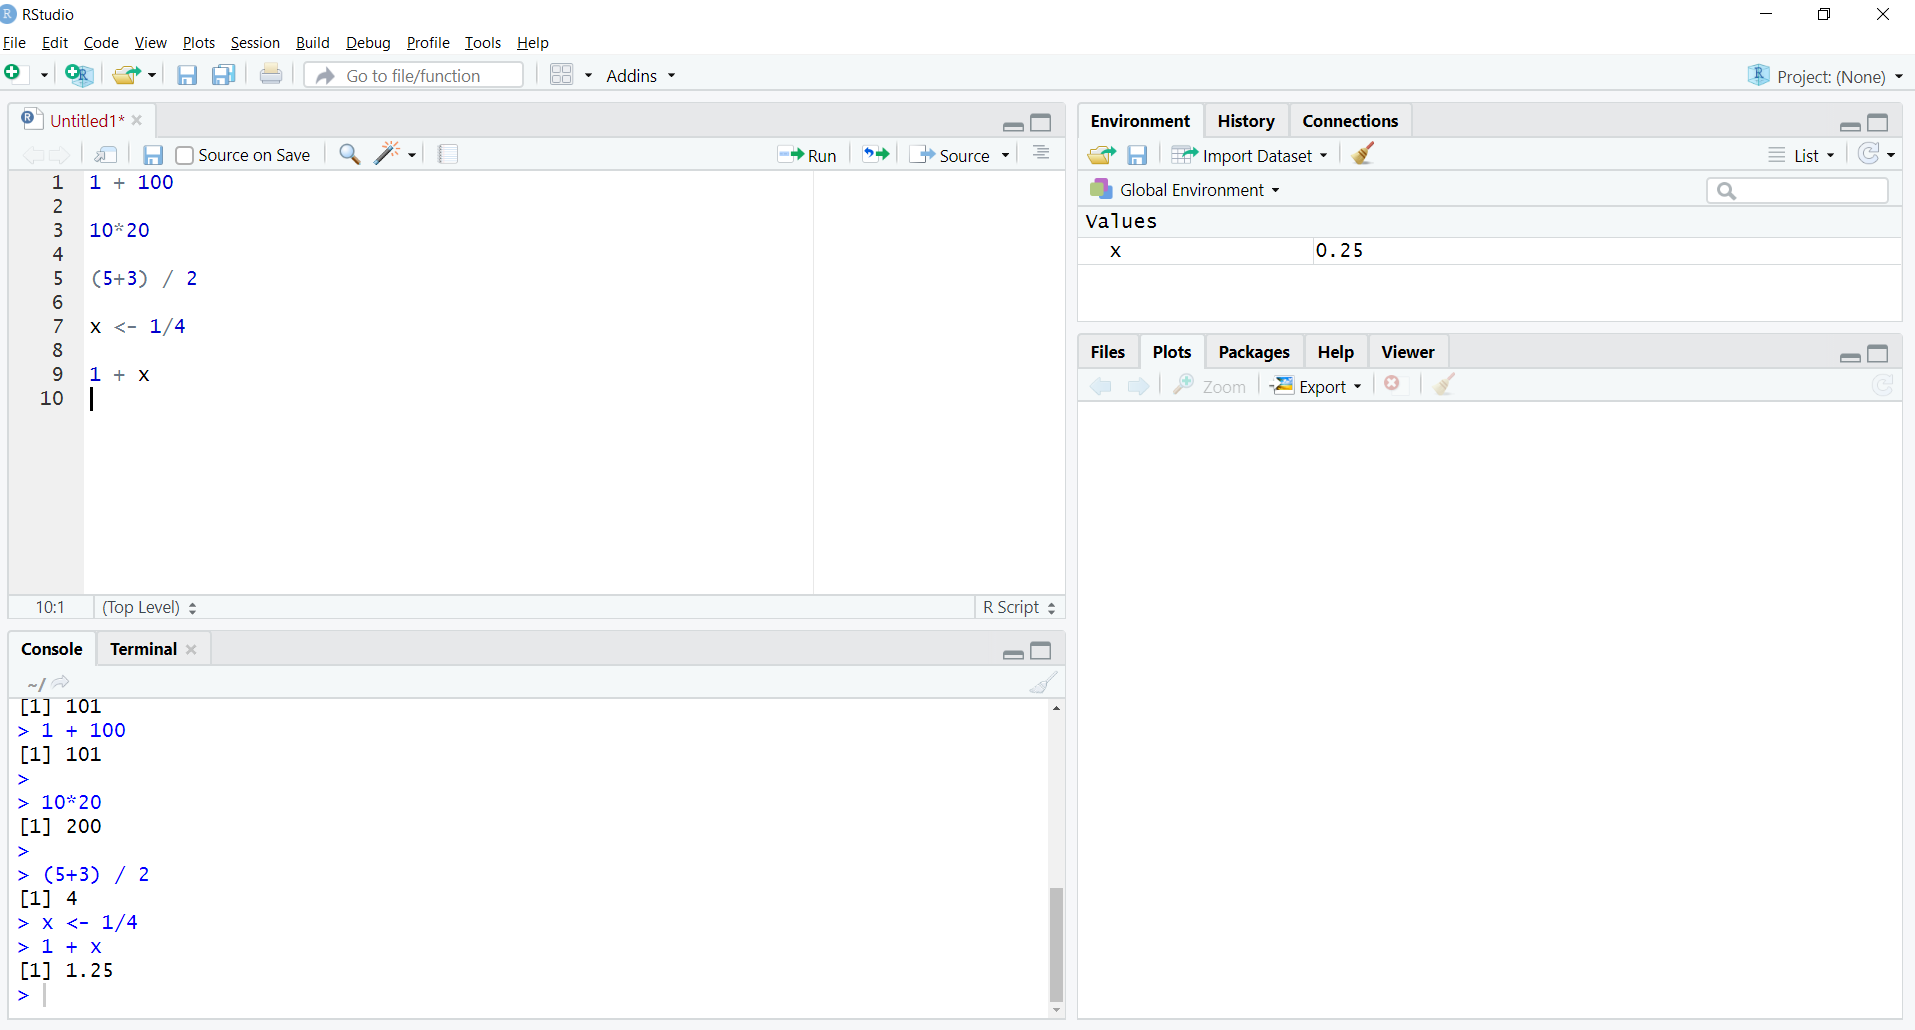 RStudio
File Edit Code View Plots Session Build Debug Profile Tools Help
Go to file/function Addins Project: (None)
Untitled1*
Source on Save Run Source
1 1 + 100
2
3 10*20
4
5 (5+3) / 2
6
7 x <- 1/4
8
9 1 + x
10
10:1 (Top Level) R Script
Console Terminal
~/
[1] 101
> 1 + 100
[1] 101
>
> 10*20
[1] 200
>
> (5+3) / 2
[1] 4
> x <- 1/4
> 1 + x
[1] 1.25
>
Environment History Connections
Import Dataset List
Global Environment
Values
x 0.25
Files Plots Packages Help Viewer
Zoom Export